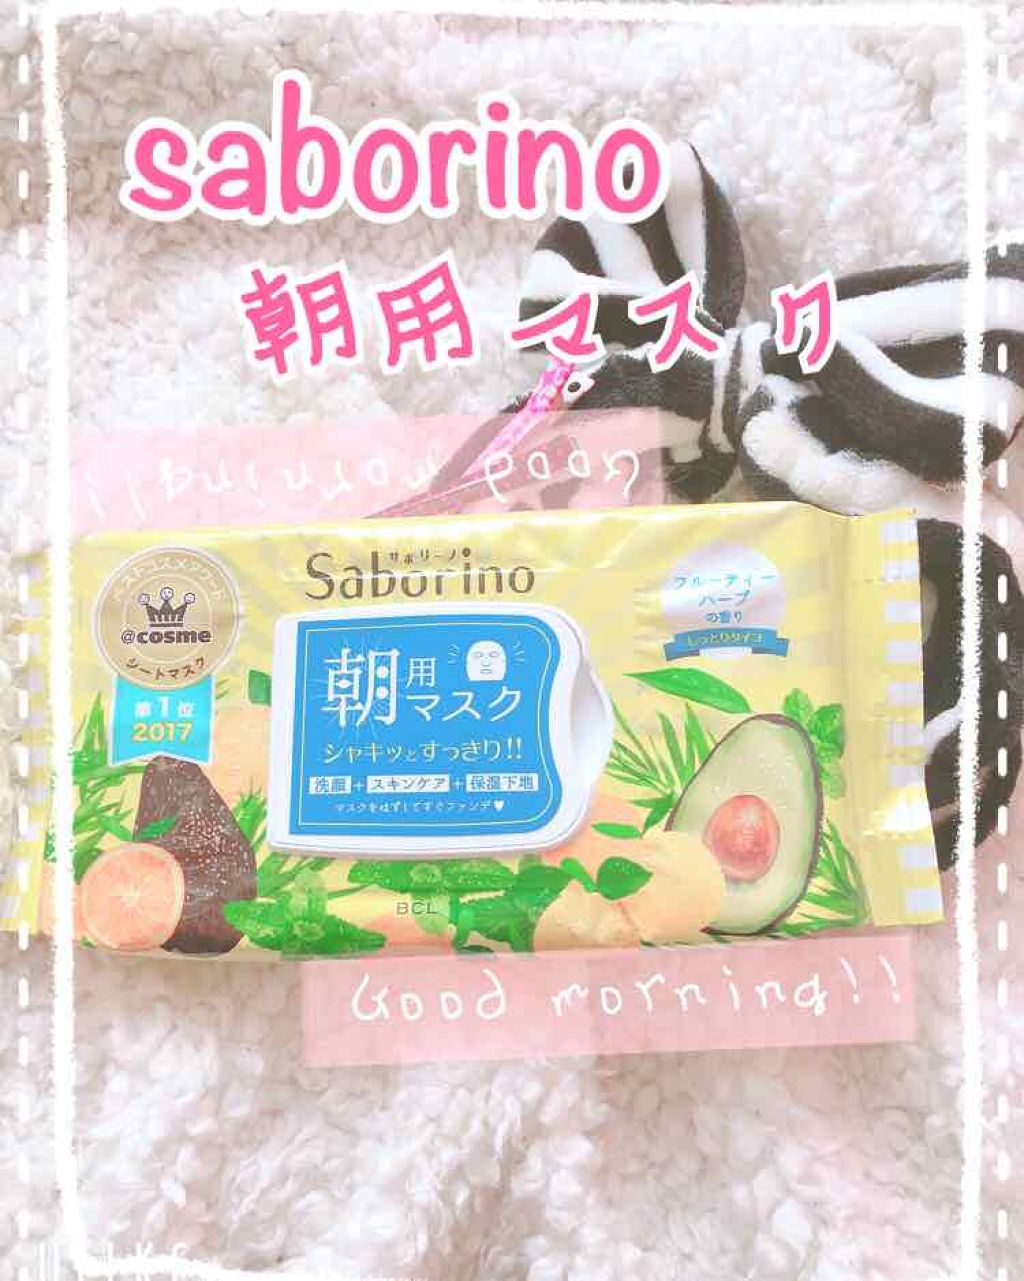 saborino
朝用マスク
Good morning!!
サボリーノ
Saborino
ベストコスメアワード
@cosme
シートマスク
第1位
2017
フルーティー
ハーブ
の香り
しっとりタイプ
朝用マスク
シャキッとすっきり!!
洗顔+スキンケア+保湿下地
マスクをはずしてすぐファンデ♥
BCL
Good morning!!